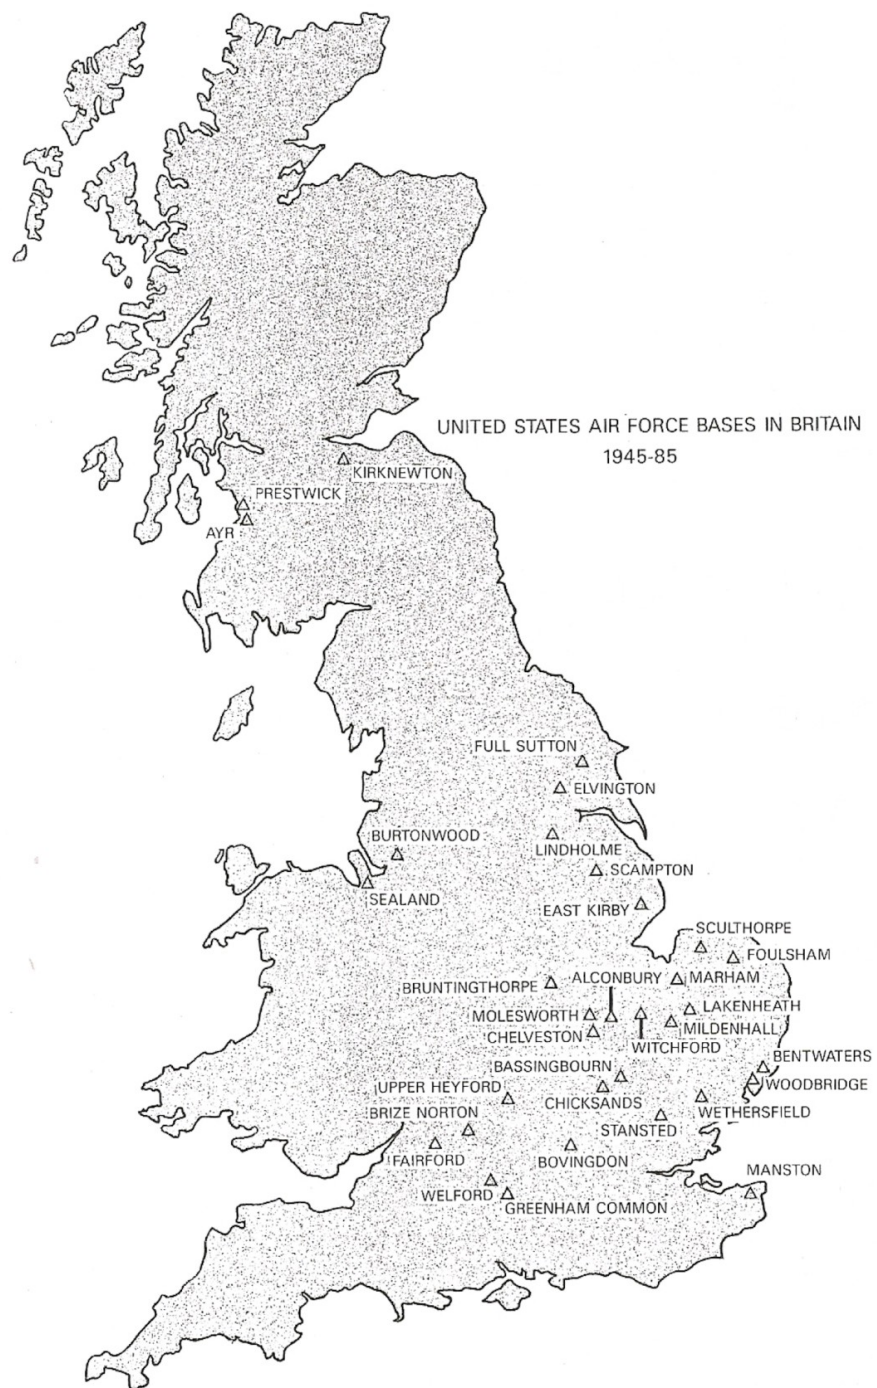 UNITED STATES AIR FORCE BASES IN BRITAIN
1945-85
KIRKNEWTON
PRESTWICK
AYR
FULL SUTTON
ELVINGTON
BURTONWOOD
LINDHOLME
SCAMPTON
SEALAND
EAST KIRBY
SCULTHORPE
FOULSHAM
BRUNTINGTHORPE
ALCONBURY
MARHAM
MOLESWORTH
LAKENHEATH
CHELVESTON
MILDENHALL
WITCHFORD
BENTWATERS
BASSINGBOURN
WOODBRIDGE
UPPER HEYFORD
CHICKSANDS
WETHERSFIELD
BRIZE NORTON
STANSTED
FAIRFORD
BOVINGDON
MANSTON
WELFORD
GREENHAM COMMON